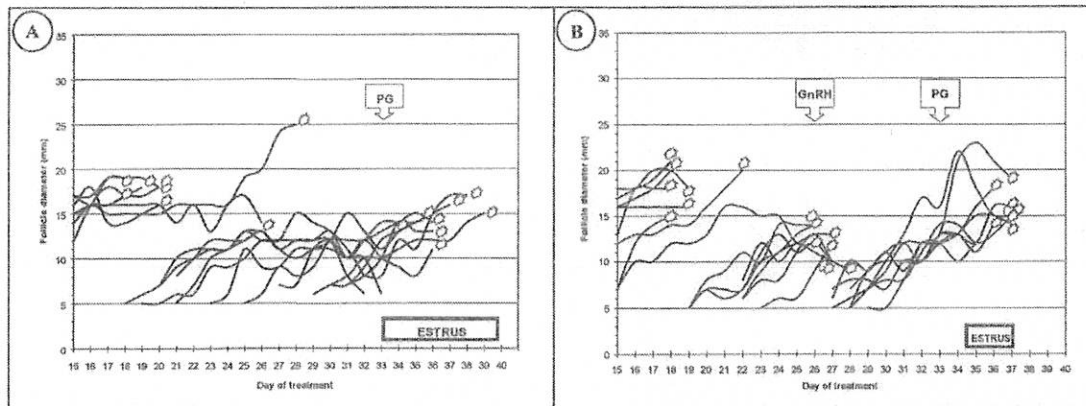 A
Follicle diameter (mm)
35
30
25
20
15
10
5
0
PG
ESTRUS
15 16 17 18 19 20 21 22 23 24 25 26 27 28 29 30 31 32 33 34 35 36 37 38 39 40
Day of treatment
B
Follicle diameter (mm)
35
30
25
20
15
10
5
0
GnRH
PG
ESTRUS
15 16 17 18 19 20 21 22 23 24 25 26 27 28 29 30 31 32 33 34 35 36 37 38 39 40
Day of treatment